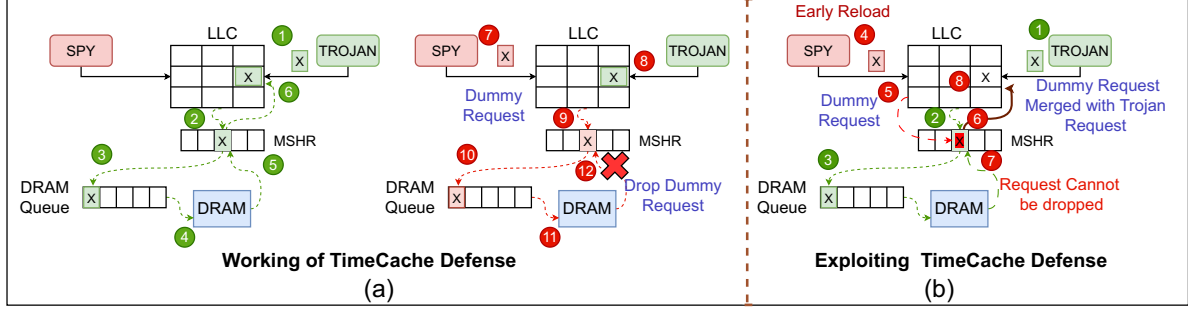 LLC
SPY
1
X
TROJAN
X
6
2
X
MSHR
3
5
DRAM
Queue
X
DRAM
4
SPY
7
X
LLC
TROJAN
8
X
Dummy
Request
9
X
MSHR
10
12
Drop Dummy
Request
X
DRAM
11
Working of TimeCache Defense
(a)
Early Reload
SPY
4
X
LLC
1
X
TROJAN
8
X
5
Dummy
Request
Dummy Request
Merged with Trojan
Request
2
6
X
MSHR
3
7
DRAM
Queue
X
DRAM
Request Cannot
be dropped
Exploiting TimeCache Defense
(b)